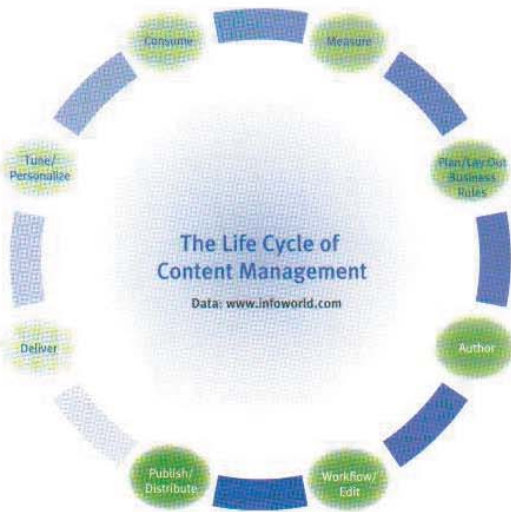 Consume
Measure
Tune/
Personalize
Plan/Lay Out
Business
Rules
The Life Cycle of
Content Management
Data: www.infoworld.com
Deliver
Author
Publish/
Distribute
Workflow/
Edit